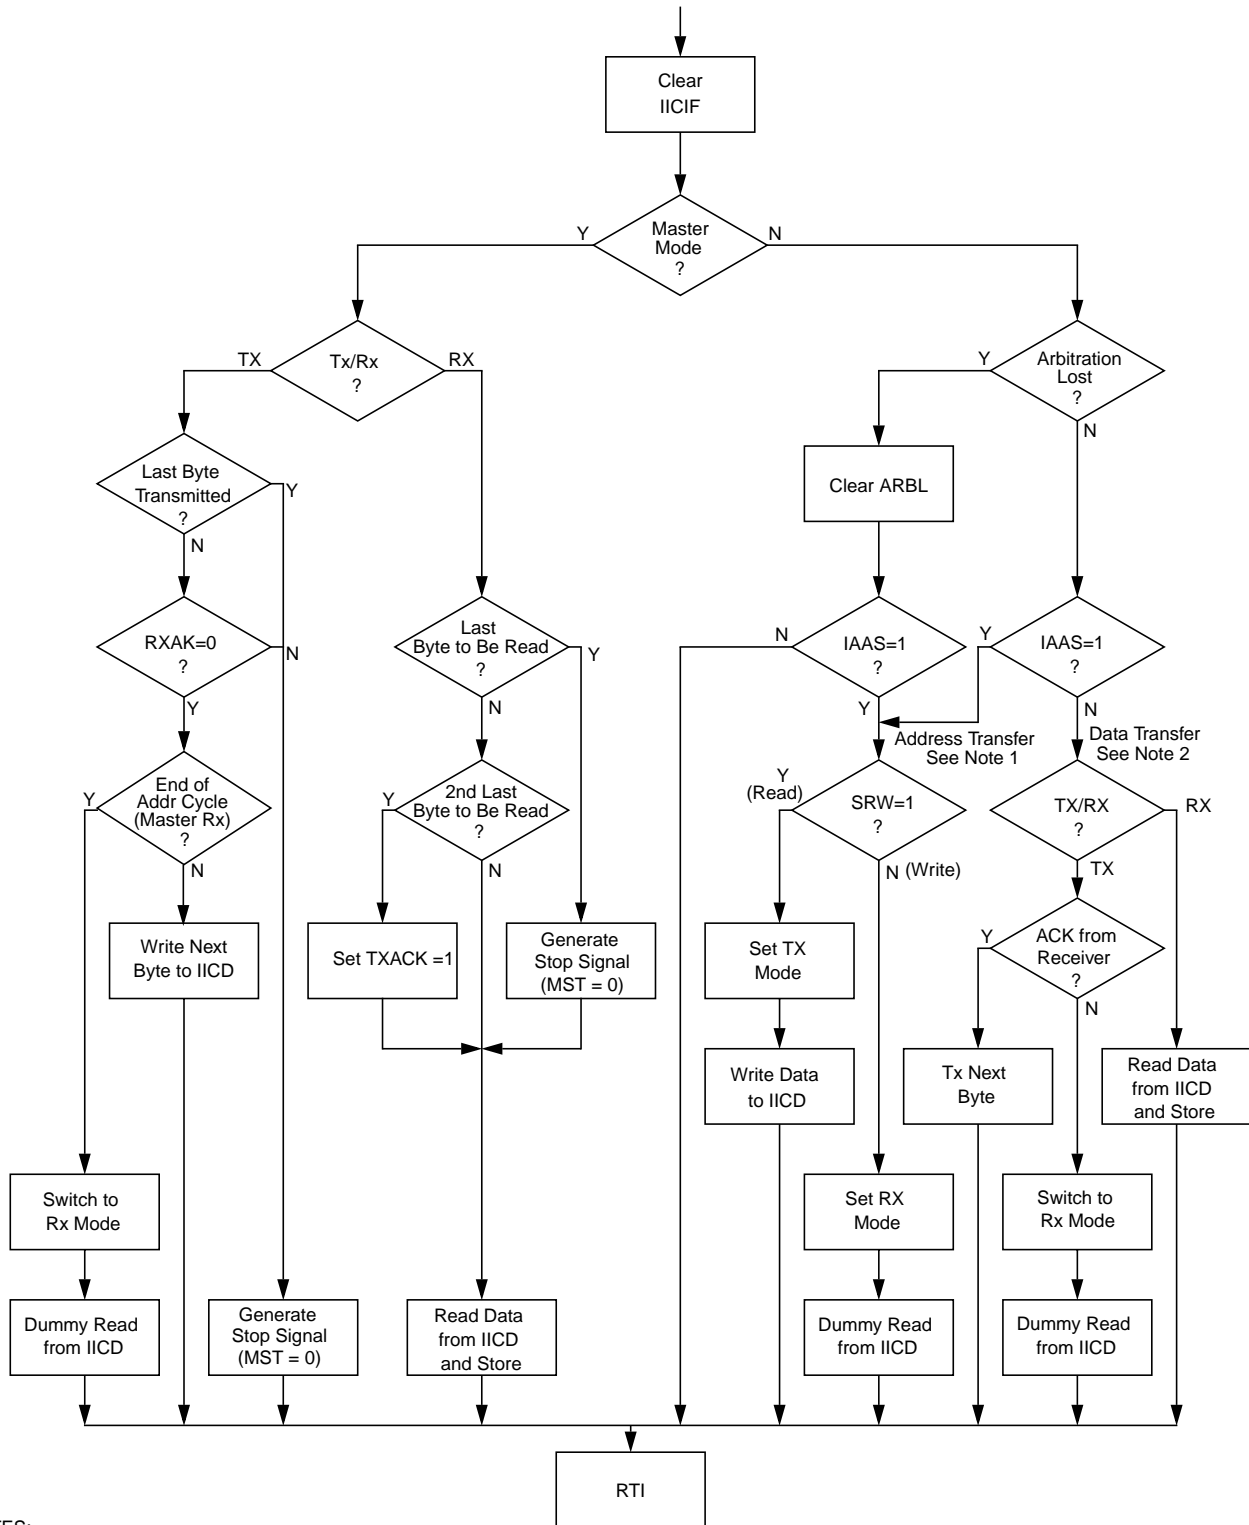 Clear
IICIF
Master
Mode
?
Y
N
Tx/Rx
?
TX
RX
Arbitration
Lost
?
Y
N
Last Byte
Transmitted
?
Y
N
Clear ARBL
RXAK=0
?
N
Y
Last
Byte to Be Read
?
Y
N
IAAS=1
?
N
Y
IAAS=1
?
Y
N
Address Transfer
See Note 1
Data Transfer
See Note 2
End of
Addr Cycle
(Master Rx)
?
Y
N
2nd Last
Byte to Be Read
?
Y
N
Y
(Read)
SRW=1
?
N (Write)
TX/RX
?
RX
TX
Write Next
Byte to IICD
Set TXACK =1
Generate
Stop Signal
(MST = 0)
Set TX
Mode
Y
ACK from
Receiver
?
N
Write Data
to IICD
Tx Next
Byte
Read Data
from IICD
and Store
Switch to
Rx Mode
Set RX
Mode
Switch to
Rx Mode
Dummy Read
from IICD
Generate
Stop Signal
(MST = 0)
Read Data
from IICD
and Store
Dummy Read
from IICD
Dummy Read
from IICD
RTI